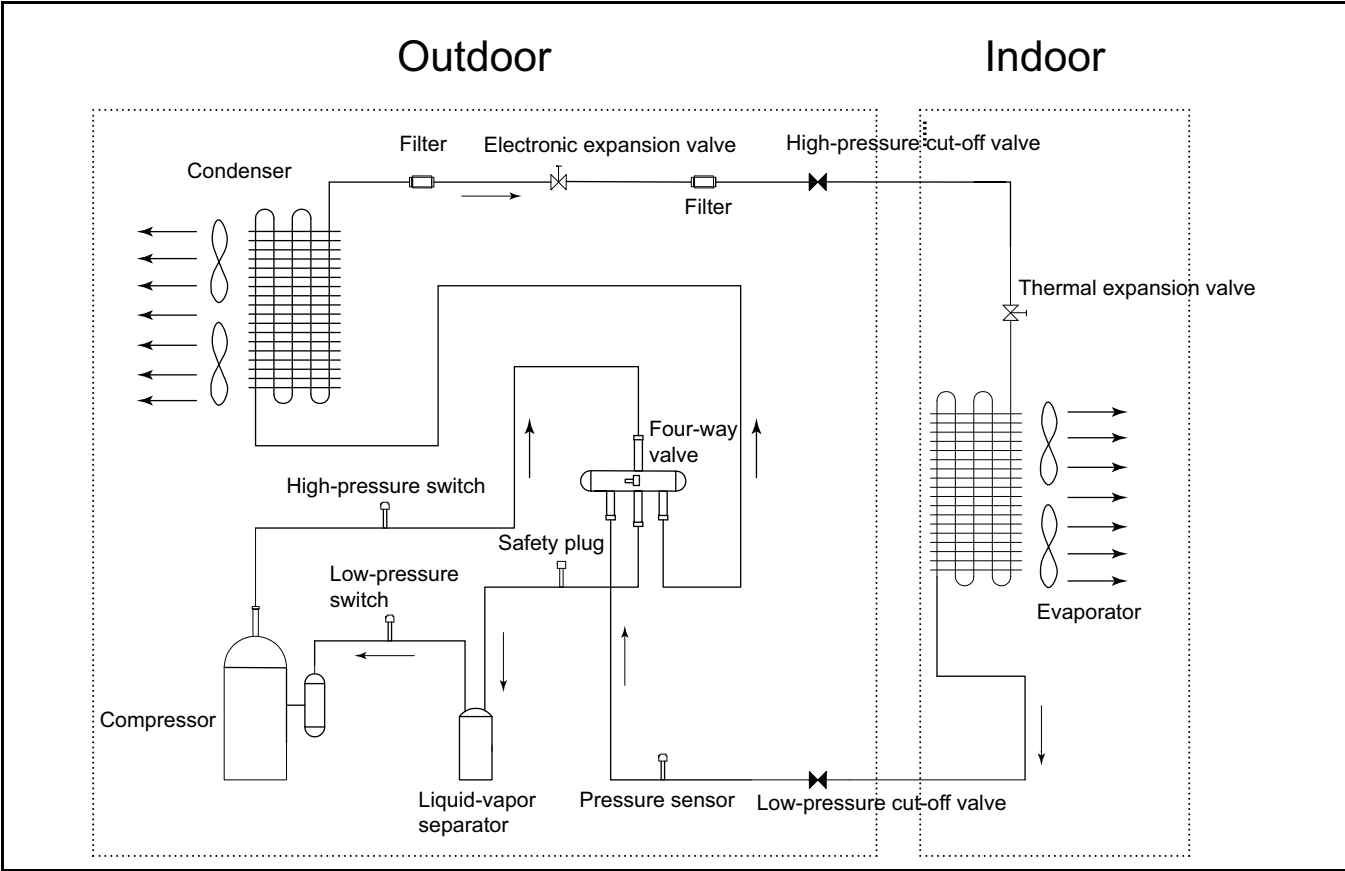 Outdoor
Indoor
Filter
Electronic expansion valve
High-pressure cut-off valve
Condenser
Filter
Thermal expansion valve
Four-way
valve
High-pressure switch
Safety plug
Low-pressure
switch
Evaporator
Compressor
Liquid-vapor
separator
Pressure sensor
Low-pressure cut-off valve